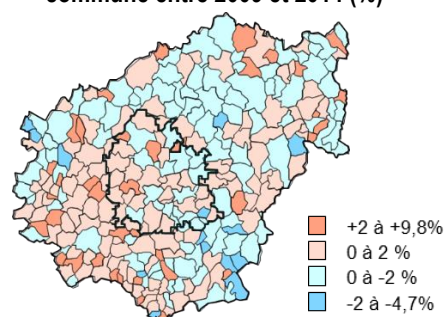 commune entre 2009 et 2014 (%)
+2 à +9,8%
0 à 2 %
0 à -2 %
-2 à -4,7%